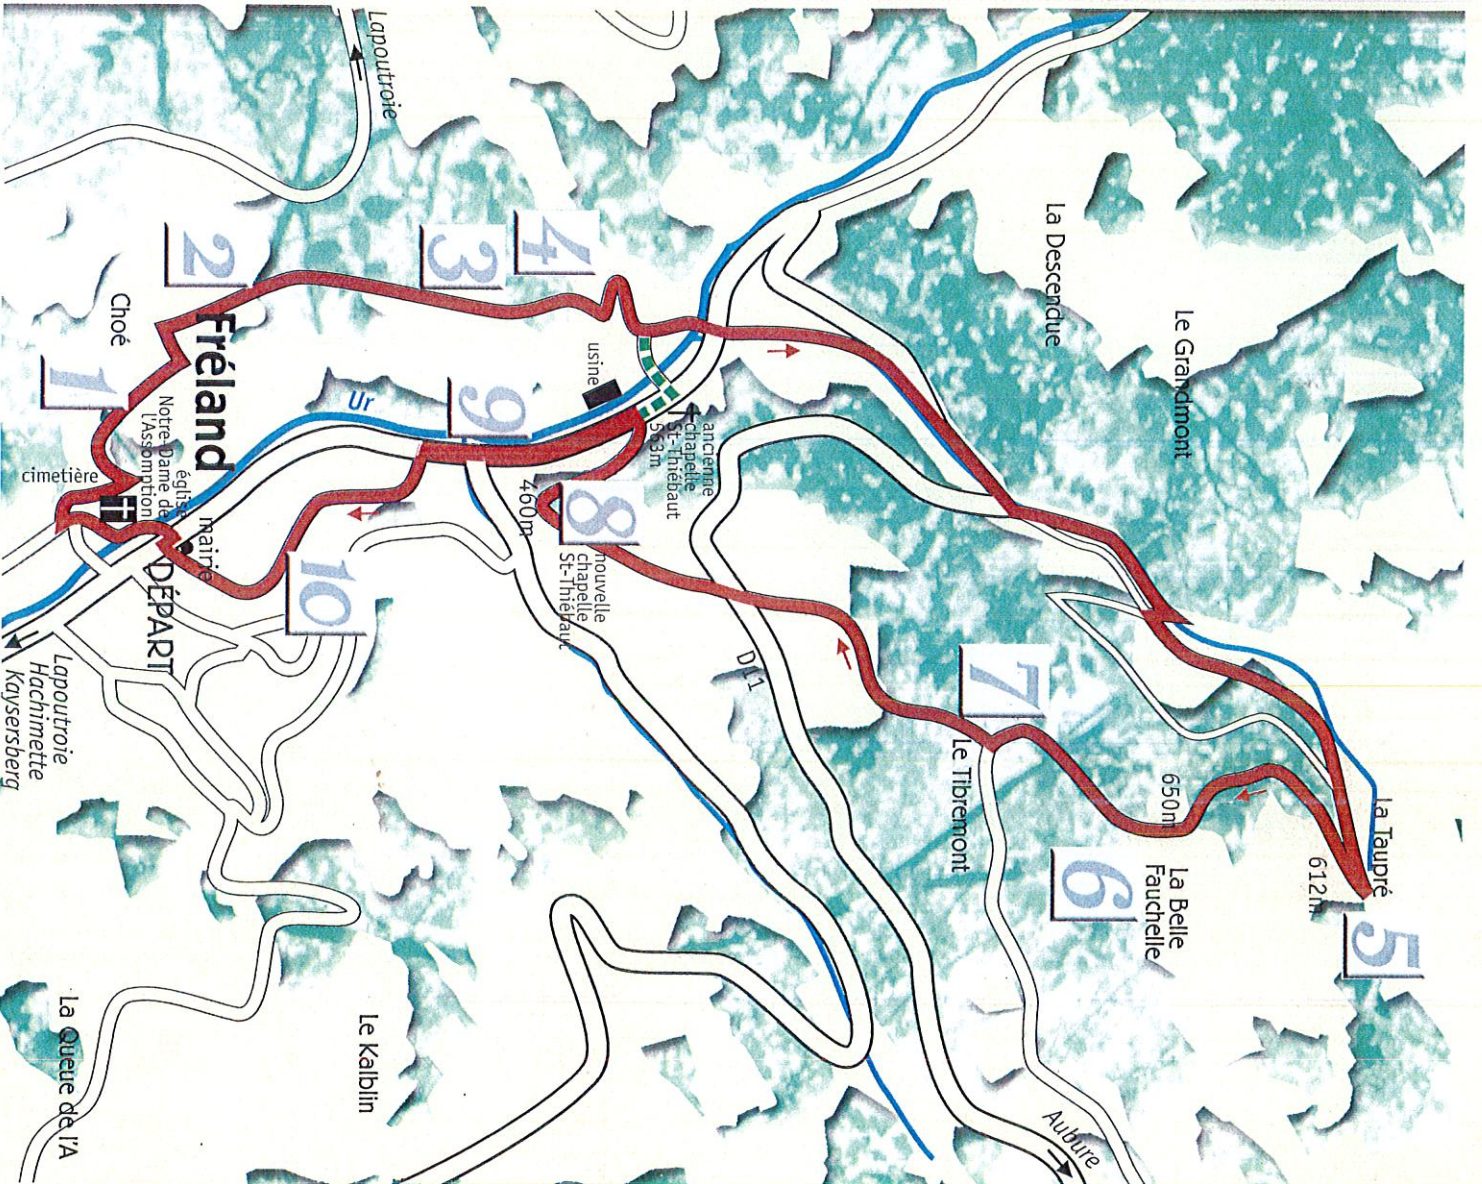 Lapoutroie
La Descendue
Le Grandmont
2
3
4
Choé
1
Fréland
usine
Ur
9
ancienne
chapelle
St-Thiébaut
563m
Notre-Dame de
l'Assomption
église
cimetière
mairie
DÉPART
460m
8
nouvelle
chapelle
St-Thiébaut
10
D 11
7
Le Tibremont
650m
La Belle
Fauchelle
6
La Taupré
612m
5
Lapoutroie
Hachimette
Kaysersberg
Le Kalblin
La Queue de l'A
Aubure